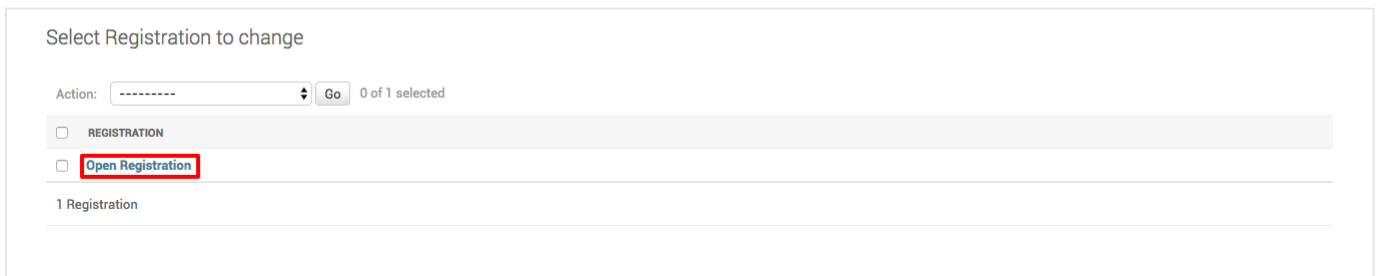 Select Registration to change
Action: --------- Go 0 of 1 selected
REGISTRATION
Open Registration
1 Registration